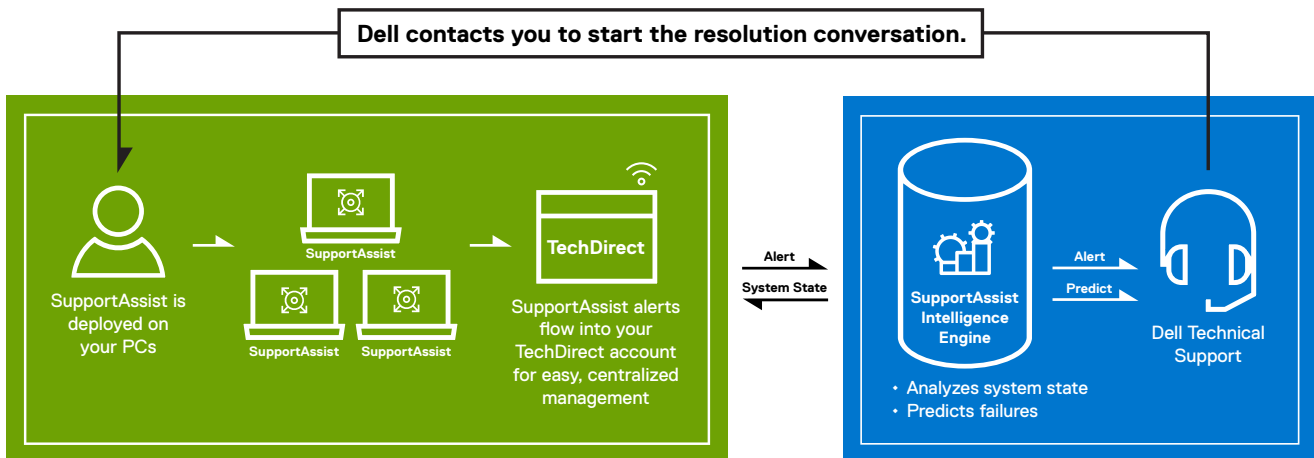 Dell contacts you to start the resolution conversation.
SupportAssist is
deployed on
your PCs
SupportAssist
SupportAssist
SupportAssist
TechDirect
SupportAssist alerts
flow into your
TechDirect account
for easy, centralized
management
Alert
System State
SupportAssist
Intelligence
Engine
• Analyzes system state
• Predicts failures
Alert
Predict
Dell Technical
Support